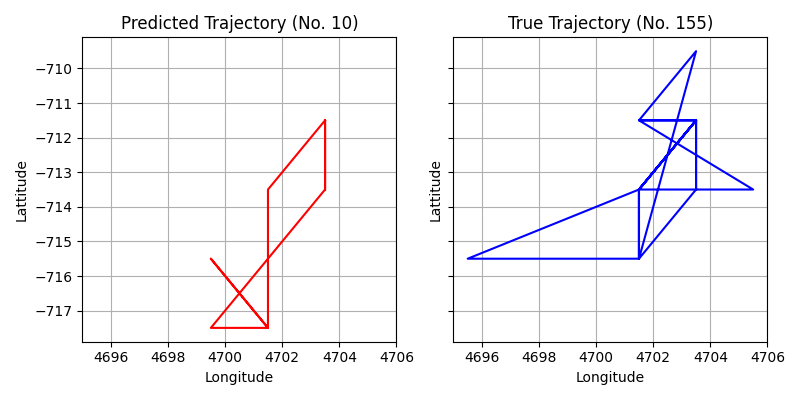 Predicted Trajectory (No. 10)
True Trajectory (No. 155)
−710
−711
−712
−713
−714
−715
−716
−717
Lattitude
Lattitude
4696 4698 4700 4702 4704 4706
4696 4698 4700 4702 4704 4706
Longitude
Longitude